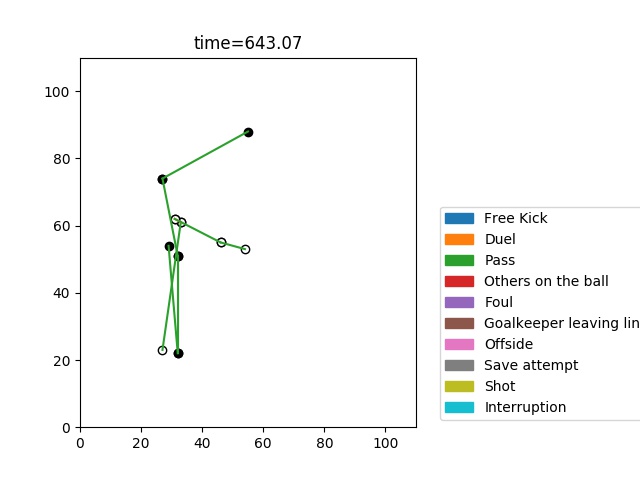 time=643.07
100
80
60
40
20
0
0 20 40 60 80 100
Free Kick
Duel
Pass
Others on the ball
Foul
Goalkeeper leaving lin
Offside
Save attempt
Shot
Interruption